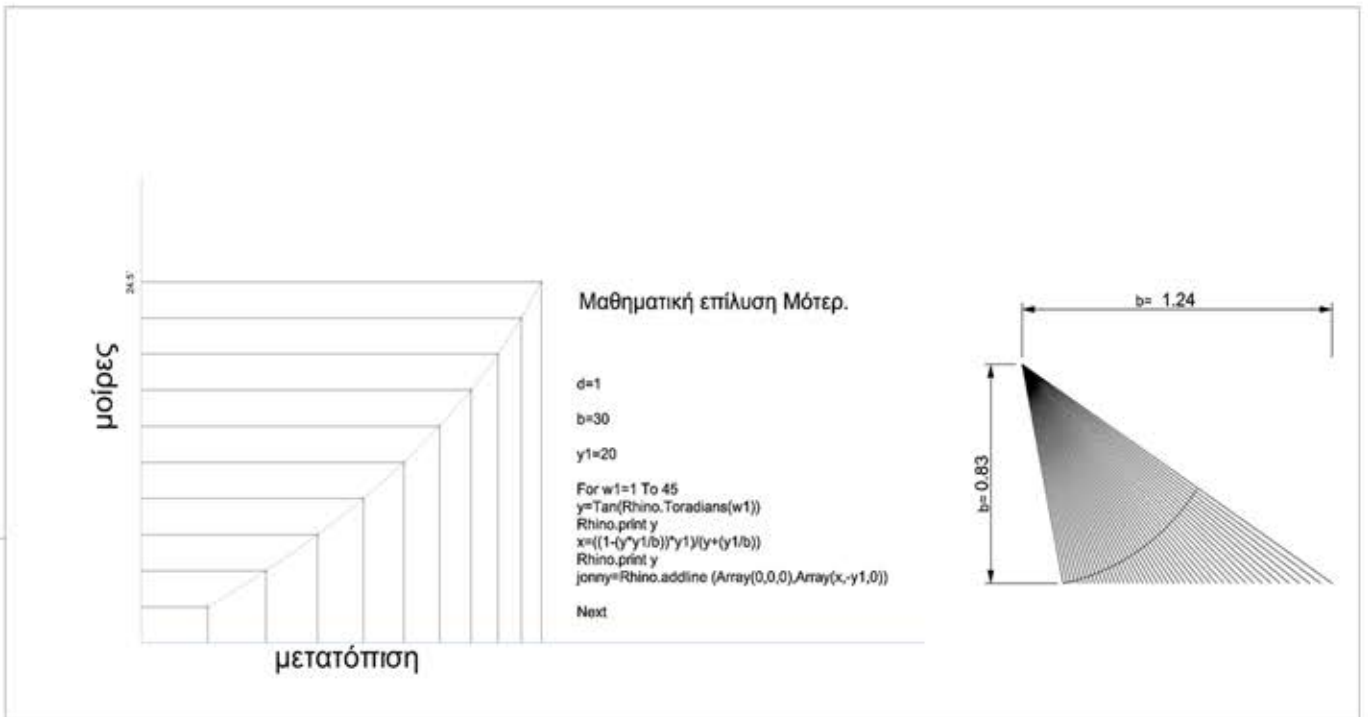 24.5°
μοίρες
μετατόπιση
Μαθηματική επίλυση Μότερ.
d=1
b=30
y1=20
For w1=1 To 45
y=Tan(Rhino.Toradians(w1))
Rhino.print y
x=((1-(y*y1/b))*y1)/(y+(y1/b))
Rhino.print y
jonny=Rhino.addline (Array(0,0,0),Array(x,-y1,0))
Next
b= 1.24
b= 0.83